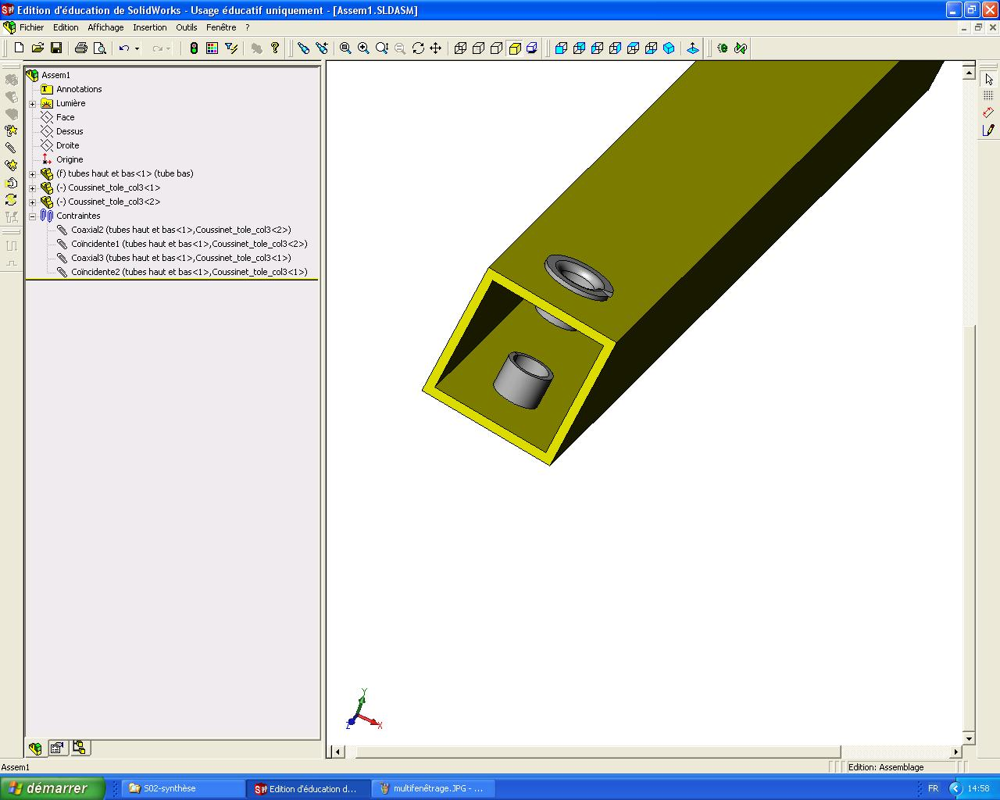 Edition d'éducation de SolidWorks - Usage éducatif uniquement - [Assem1.SLDASM]
Fichier Edition Affichage Insertion Outils Fenêtre ?
Assem1
Annotations
Lumière
Face
Dessus
Droite
Origine
(f) tubes haut et bas<1> (tube bas)
(-) Coussinet_tole_col3<1>
(-) Coussinet_tole_col3<2>
Contraintes
Coaxial2 (tubes haut et bas<1>,Coussinet_tole_col3<2>)
Coïncidente1 (tubes haut et bas<1>,Coussinet_tole_col3<2>)
Coaxial3 (tubes haut et bas<1>,Coussinet_tole_col3<1>)
Coïncidente2 (tubes haut et bas<1>,Coussinet_tole_col3<1>)
Y
Z X
Assem1 Edition: Assemblage
démarrer S02-synthèse Edition d'éducation d... multifenêtrage.JPG - ... FR 14:58